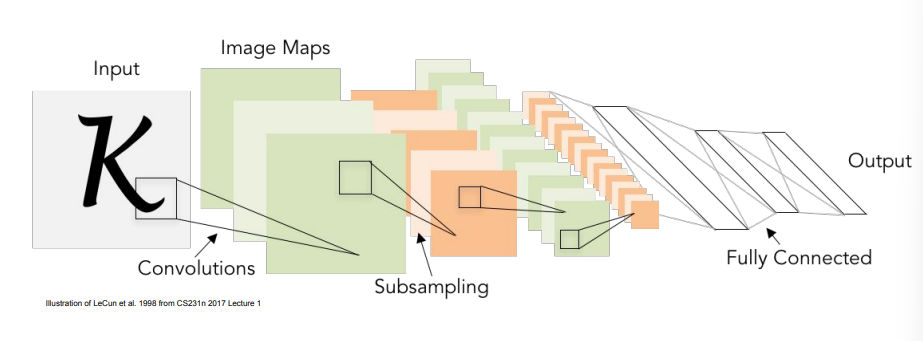 Image Maps
Input
K
Output
Fully Connected
Convolutions
Subsampling
Illustration of LeCun et al. 1998 from CS231n 2017 Lecture 1